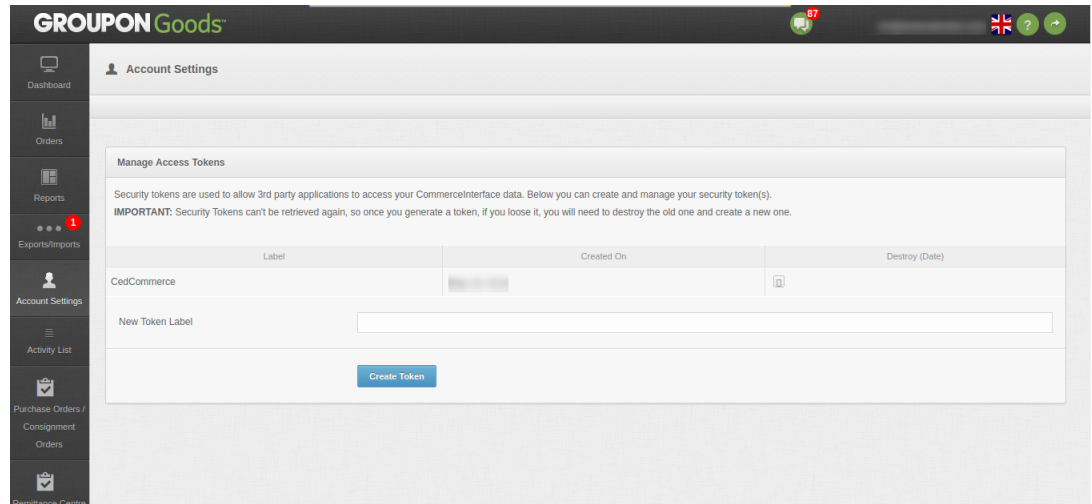 GROUPON Goods
87
?
Dashboard
Account Settings
Orders
Reports
1
Exports/Imports
Account Settings
Activity List
Purchase Orders /
Consignment
Orders
Remittance Centre
Manage Access Tokens
Security tokens are used to allow 3rd party applications to access your CommerceInterface data. Below you can create and manage your security token(s).
IMPORTANT: Security Tokens can't be retrieved again, so once you generate a token, if you loose it, you will need to destroy the old one and create a new one.
Label Created On Destroy (Date)
CedCommerce
New Token Label
Create Token